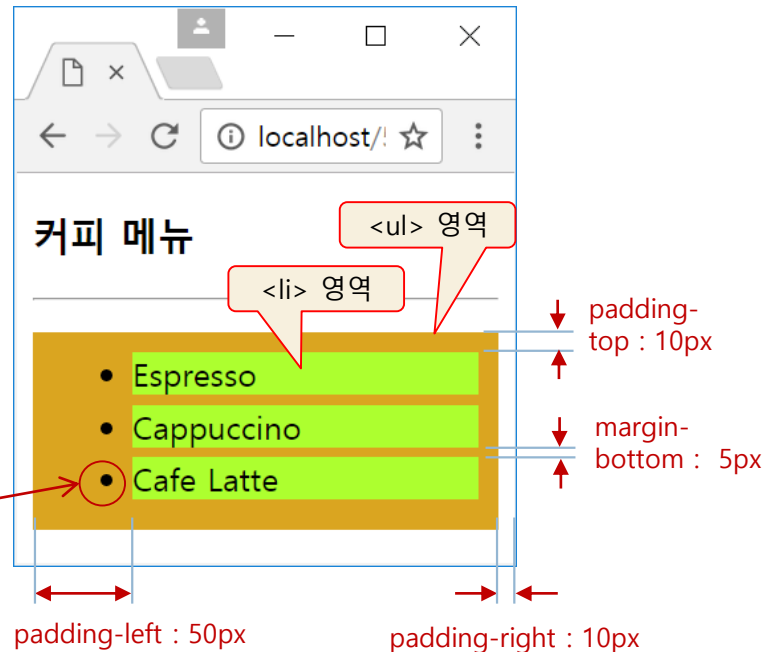 localhost/!
커피 메뉴
<ul> 영역
<li> 영역
padding-
top : 10px
Espresso
Cappuccino
Cafe Latte
margin-
bottom : 5px
padding-left : 50px
padding-right : 10px